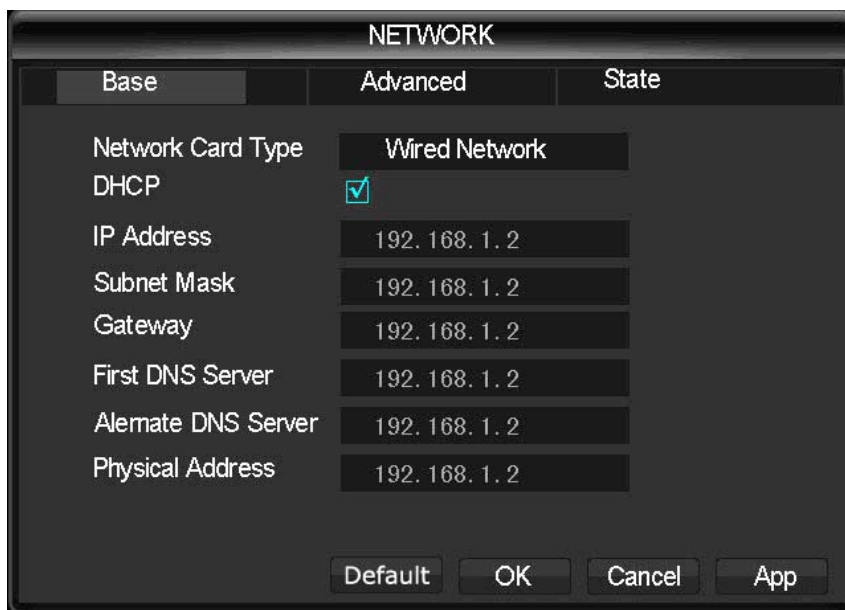 NETWORK
Base Advanced State
Network Card Type Wired Network
DHCP
IP Address 192.168.1.2
Subnet Mask 192.168.1.2
Gateway 192.168.1.2
First DNS Server 192.168.1.2
Alemate DNS Server 192.168.1.2
Physical Address 192.168.1.2
Default OK Cancel App